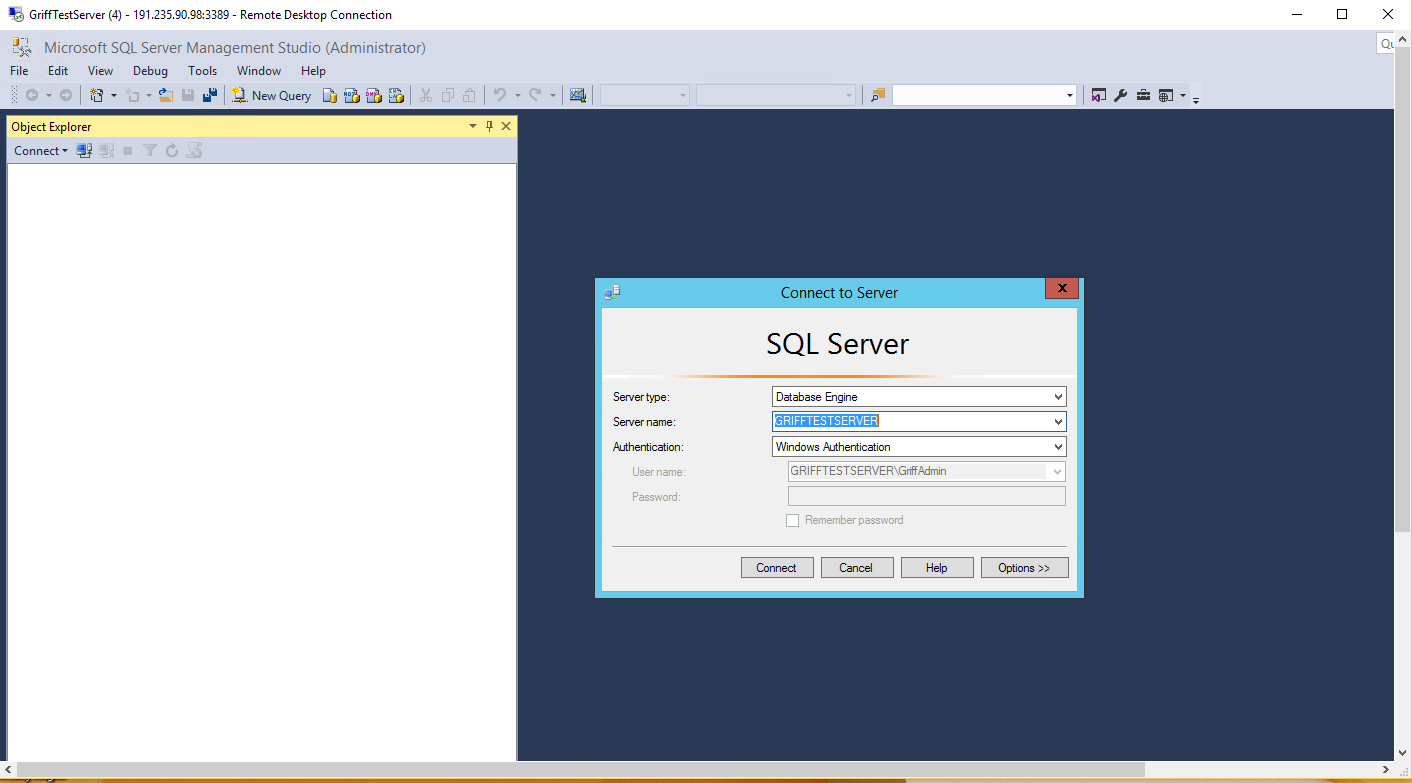 GriffTestServer (4) - 191.235.90.98:3389 - Remote Desktop Connection
Microsoft SQL Server Management Studio (Administrator)
Qu
File Edit View Debug Tools Window Help
New Query
Object Explorer
Connect
Connect to Server
SQL Server
Server type: Database Engine
Server name: GRIFFTESTSERVER
Authentication: Windows Authentication
User name: GRIFFTESTSERVER\GriffAdmin
Password:
Remember password
Connect Cancel Help Options >>